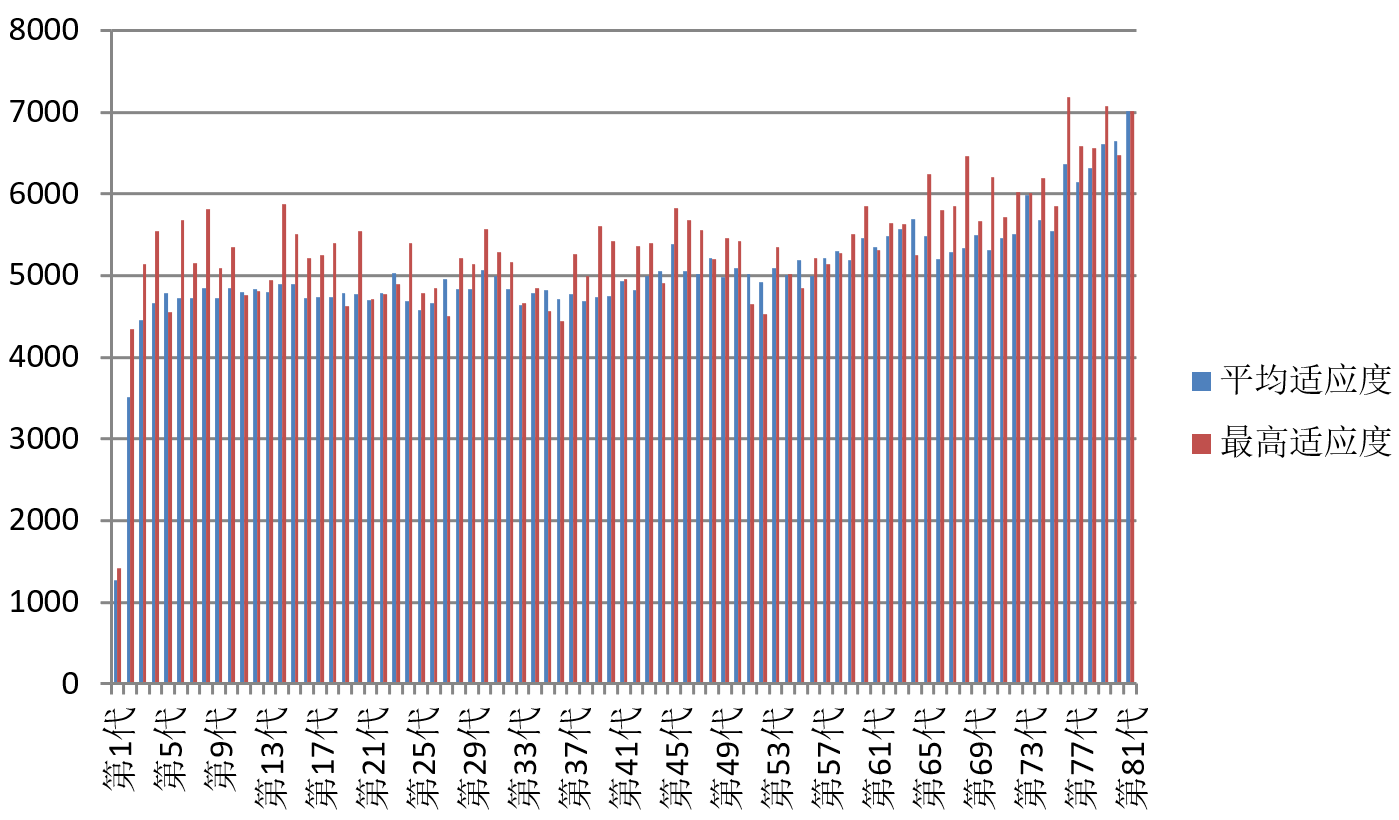 8000
7000
6000
5000
4000
3000
2000
1000
0
第1代
第5代
第9代
第13代
第17代
第21代
第25代
第29代
第33代
第37代
第41代
第45代
第49代
第53代
第57代
第61代
第65代
第69代
第73代
第77代
第81代
平均适应度
最高适应度